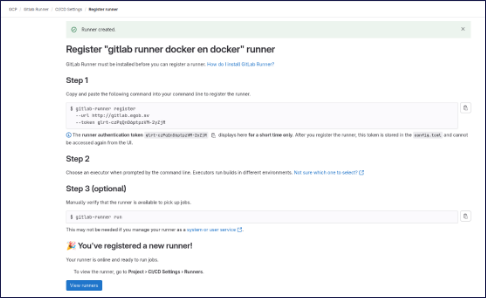 GCP / Gitlab Runner / CI/CD Settings / Register runner
Runner created.
Register "gitlab runner docker en docker" runner
GitLab Runner must be installed before you can register a runner. How do I install GitLab Runner?
Step 1
Copy and paste the following command into your command line to register the runner.
$ gitlab-runner register
--url http://gitlab.
--token
The runner authentication token displays here for a short time only. After you register the runner, this token is stored in the config.toml and cannot
be accessed again from the UI.
Step 2
Choose an executor when prompted by the command line. Executors run builds in different environments. Not sure which one to select?
Step 3 (optional)
Manually verify that the runner is available to pick up jobs.
$ gitlab-runner run
This may not be needed if you manage your runner as a system or user service
🎉 You've registered a new runner!
Your runner is online and ready to run jobs.
To view the runner, go to Project › CI/CD Settings › Runners.
View runners